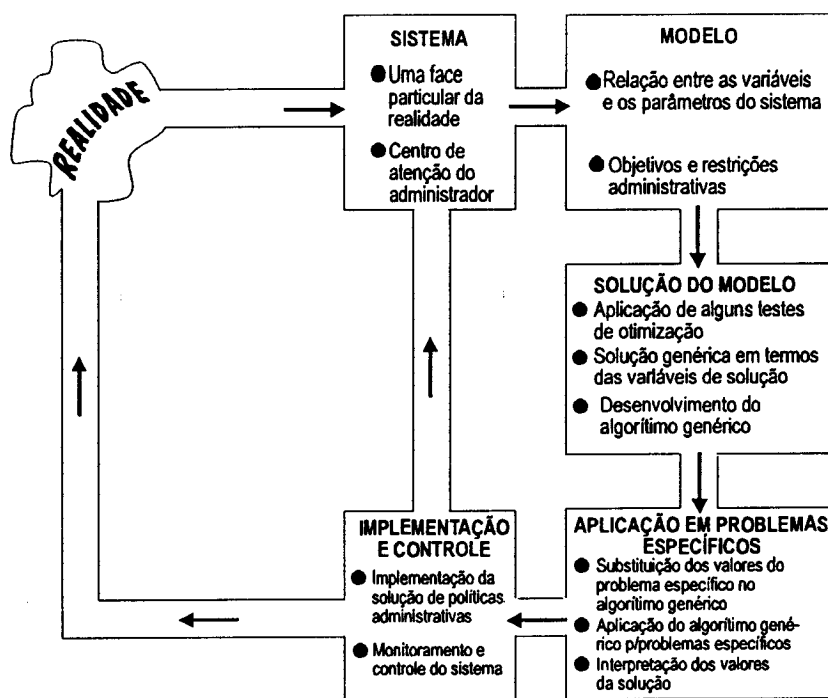 REALIDADE
SISTEMA
● Uma face
particular da
realidade
● Centro de
atenção do
administrador
MODELO
● Relação entre as variáveis
e os parâmetros do sistema
● Objetivos e restrições
administrativas
SOLUÇÃO DO MODELO
● Aplicação de alguns testes
de otimização
● Solução genérica em termos
das variáveis de solução
● Desenvolvimento do
algorítimo genérico
APLICAÇÃO EM PROBLEMAS
ESPECÍFICOS
● Substituição dos valores do
problema específico no
algorítimo genérico
● Aplicação do algorítimo gené-
rico p/problemas específicos
● Interpretação dos valores
da solução
IMPLEMENTAÇÃO
E CONTROLE
● Implementação da
solução de políticas
administrativas
● Monitoramento e
controle do sistema